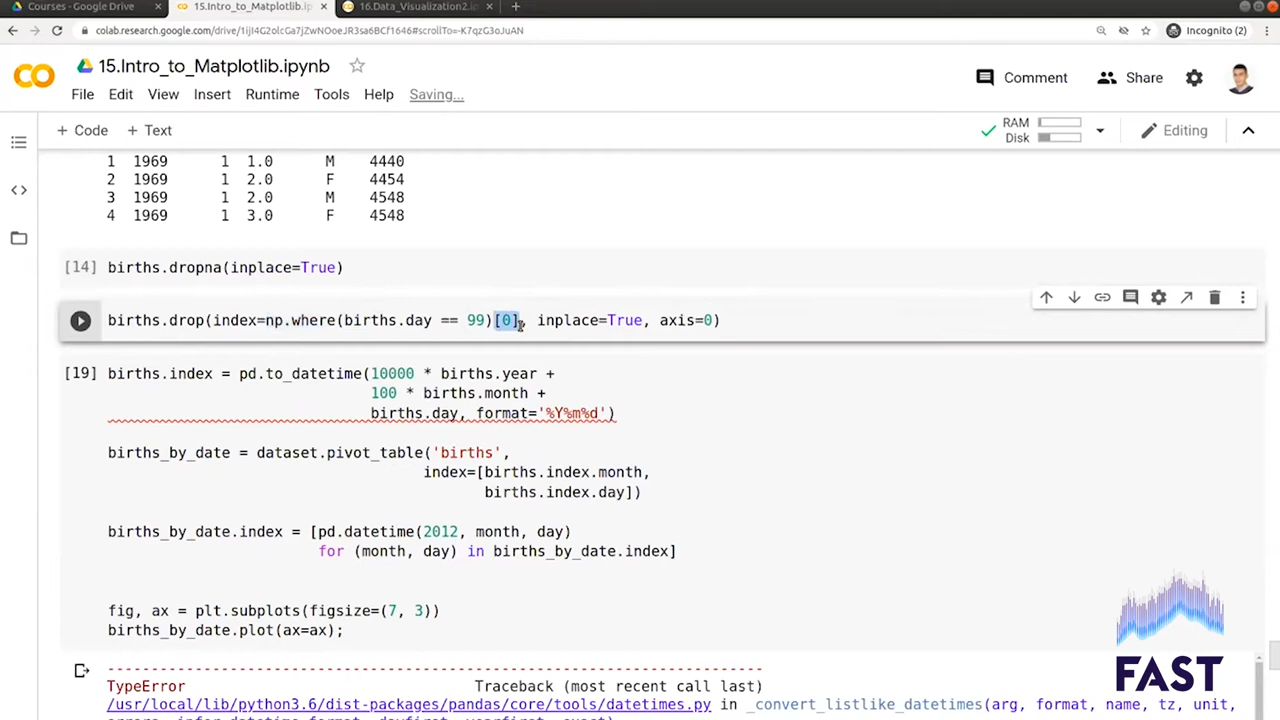 Courses - Google Drive
15.Intro_to_Matplotlib.ip
16.Data_Visualization2.i
colab.research.google.com/drive/1ijI4G2olcGa7jZwNOoeJR3sa6BCf1646#scrollTo=-K7qzG3oJuAN
Incognito (2)
CO
15.Intro_to_Matplotlib.ipynb
Comment
Share
File Edit View Insert Runtime Tools Help Saving...
+ Code + Text
RAM
Disk
Editing
1 1969 1 1.0 M 4440
2 1969 1 2.0 F 4454
3 1969 1 2.0 M 4548
4 1969 1 3.0 F 4548
[14] births.dropna(inplace=True)
births.drop(index=np.where(births.day == 99)[0], inplace=True, axis=0)
[19] births.index = pd.to_datetime(10000 * births.year +
100 * births.month +
births.day, format='%Y%m%d')
births_by_date = dataset.pivot_table('births',
index=[births.index.month,
births.index.day])
births_by_date.index = [pd.datetime(2012, month, day)
for (month, day) in births_by_date.index]
fig, ax = plt.subplots(figsize=(7, 3))
births_by_date.plot(ax=ax);
---------------------------------------------------------------------------
TypeError Traceback (most recent call last)
/usr/local/lib/python3.6/dist-packages/pandas/core/tools/datetimes.py in _convert_listlike_datetimes(arg, format, name, tz, unit,
FAST